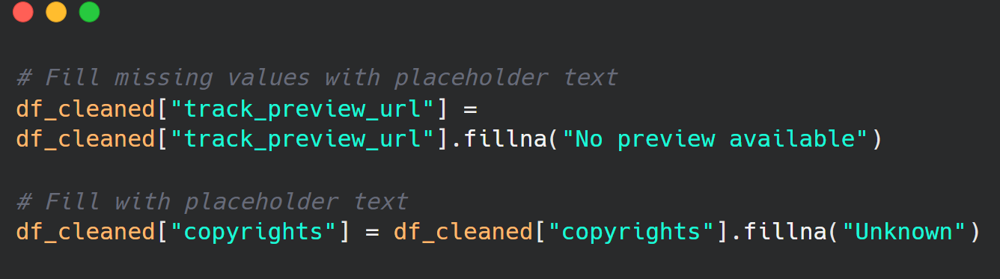 # Fill missing values with placeholder text
df_cleaned["track_preview_url"] =
df_cleaned["track_preview_url"].fillna("No preview available")
# Fill with placeholder text
df_cleaned["copyrights"] = df_cleaned["copyrights"].fillna("Unknown")